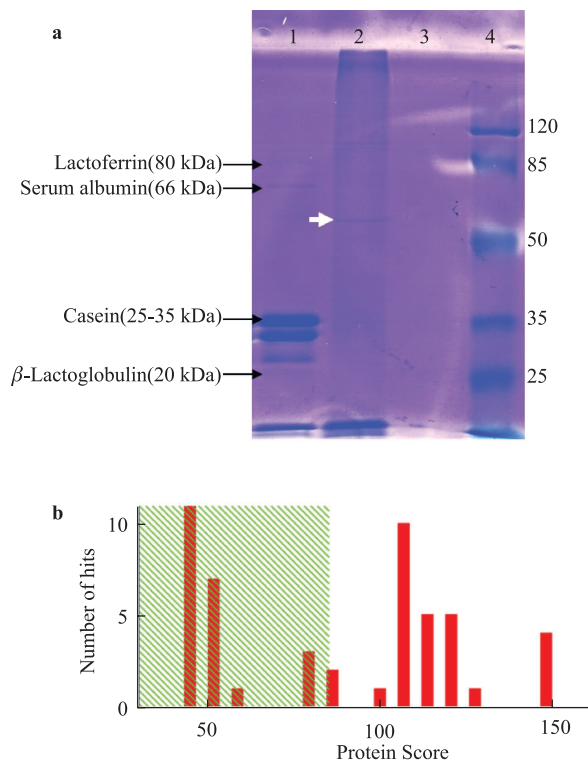 a
1 2 3 4
120
Lactoferrin(80 kDa) 85
Serum albumin(66 kDa)
50
Casein(25-35 kDa) 35
β-Lactoglobulin(20 kDa) 25
b
10
5
0
Number of hits
50 100 150
Protein Score